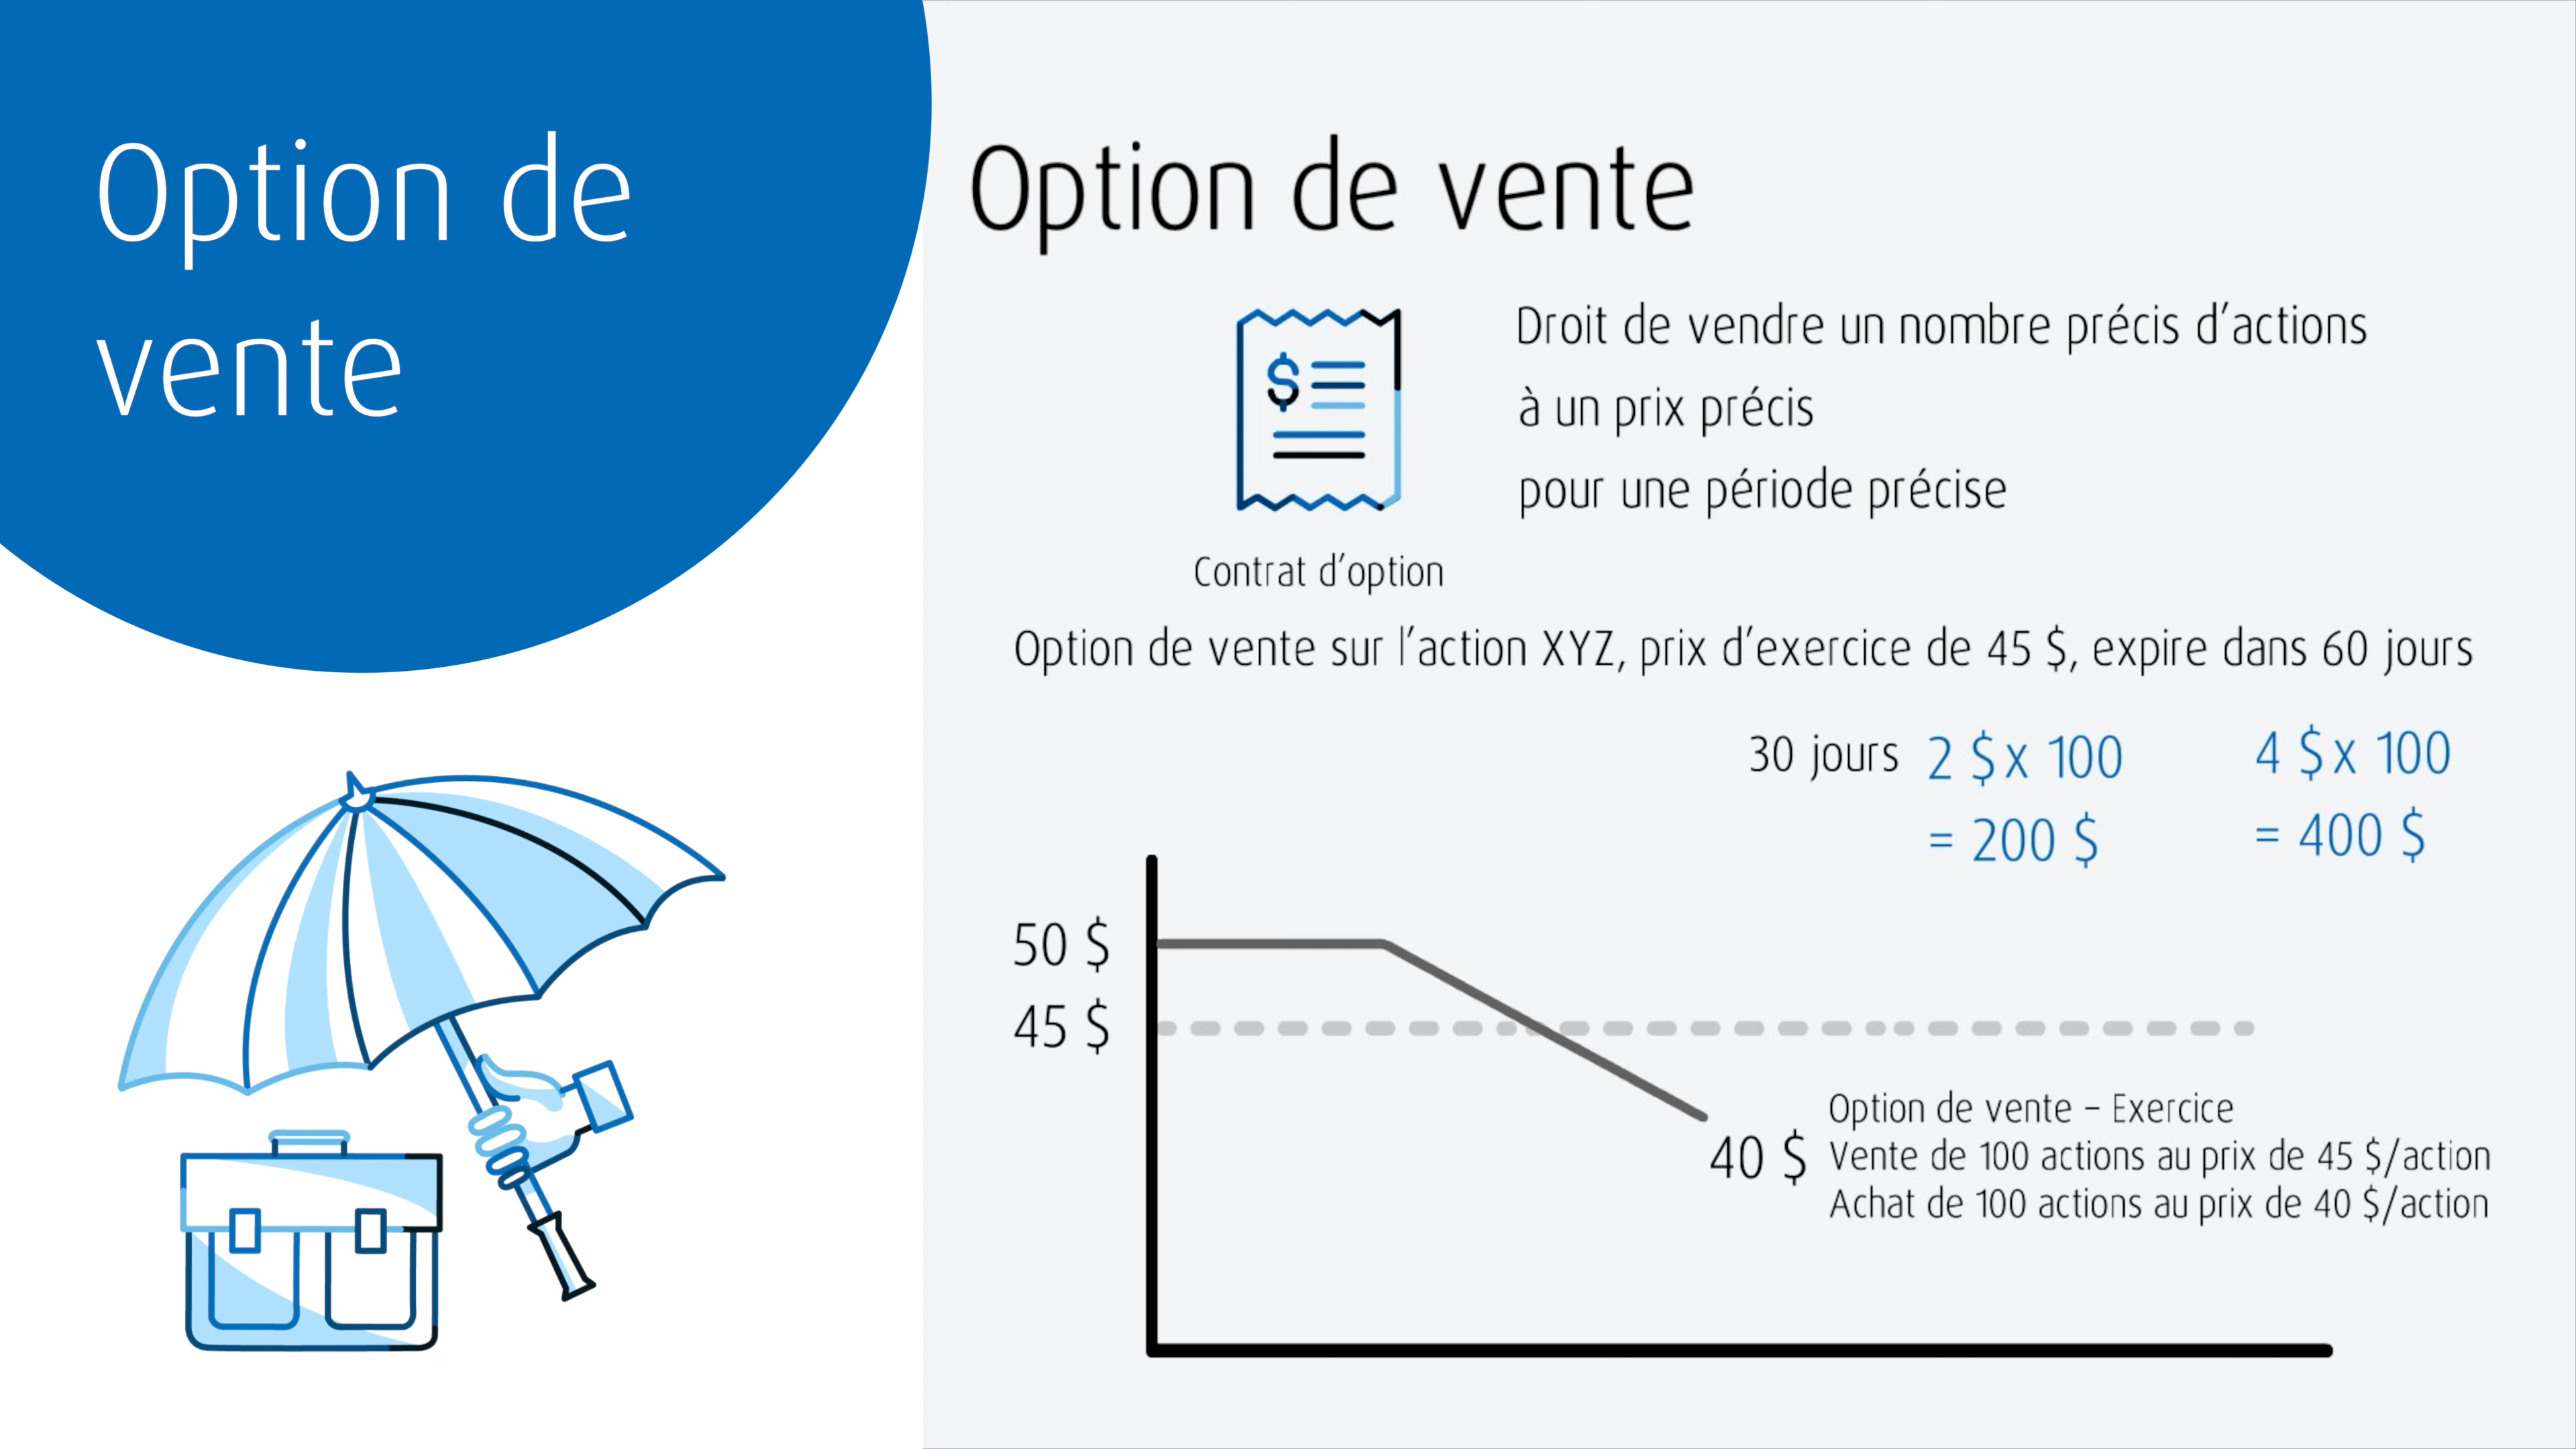 Option de
vente
Option de vente
$
Droit de vendre un nombre précis d'actions
à un prix précis
pour une période précise
Contrat d'option
Option de vente sur l'action XYZ, prix d'exercice de 45 $, expire dans 60 jours
30 jours 2 $ x 100 4 $ x 100
= 200 $ = 400 $
50 $
45 $
Option de vente – Exercice
40 $ Vente de 100 actions au prix de 45 $/action
Achat de 100 actions au prix de 40 $/action